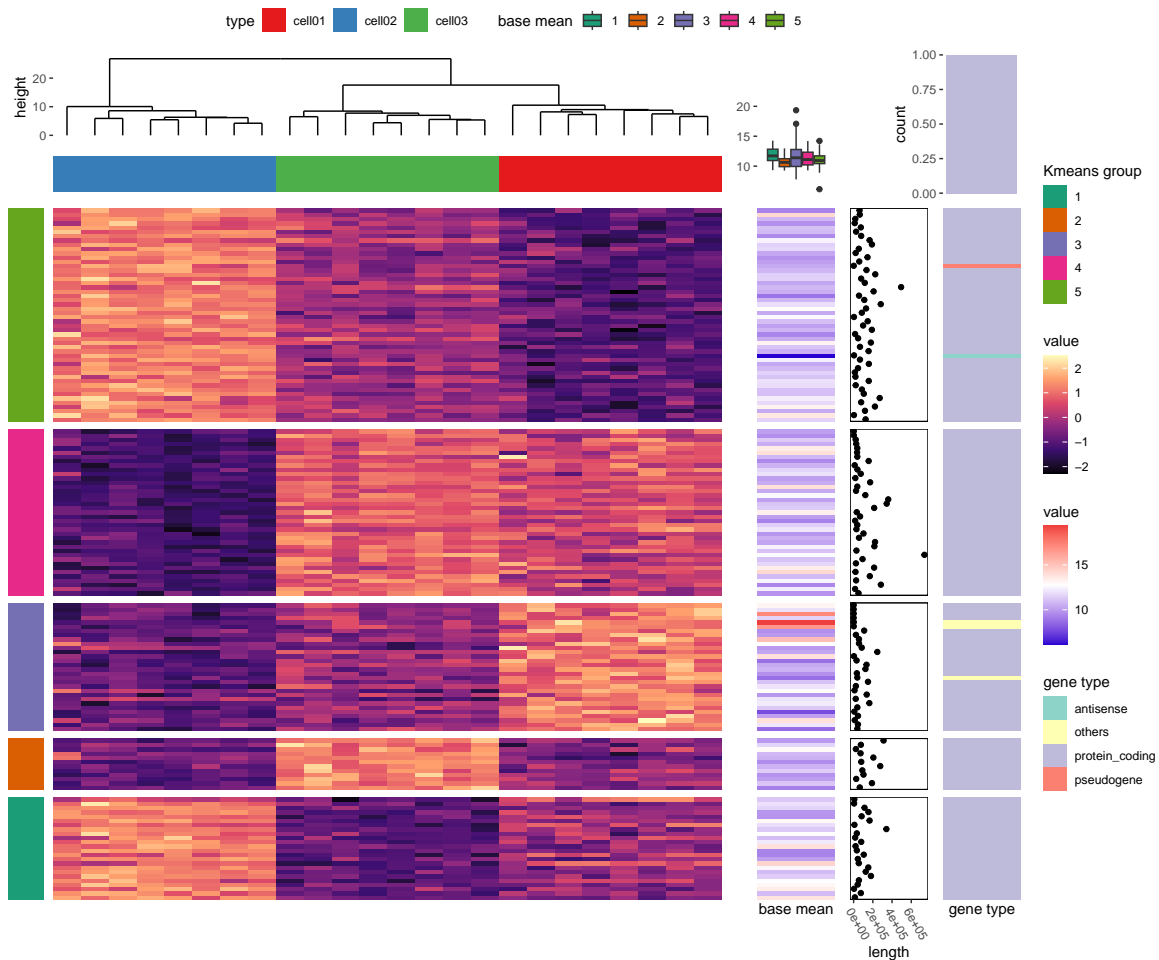 type cell01 cell02 cell03 base mean 1 2 3 4 5
height
20
10
0
20
15
10
count
1.00
0.75
0.50
0.25
0.00
Kmeans group
1
2
3
4
5
value
2
1
0
−1
−2
value
15
10
gene type
antisense
others
protein_coding
pseudogene
base mean
0e+00
2e+05
4e+05
6e+05
length
gene type